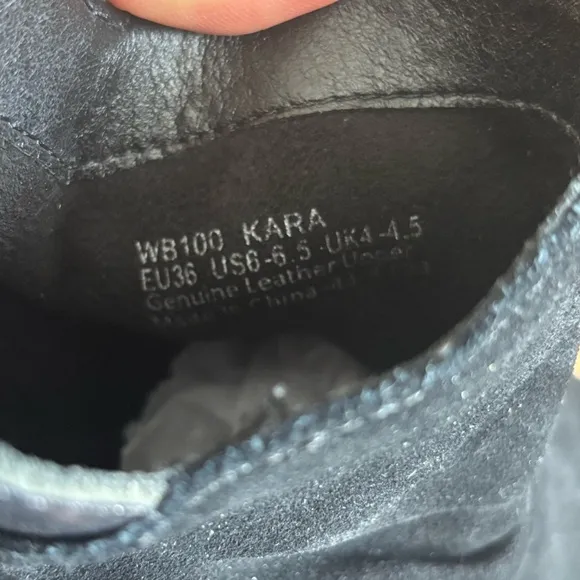 WB100 KARA
EU36 US6-6.5 UK4-4.5
Genuine Leather Upper
Made in China